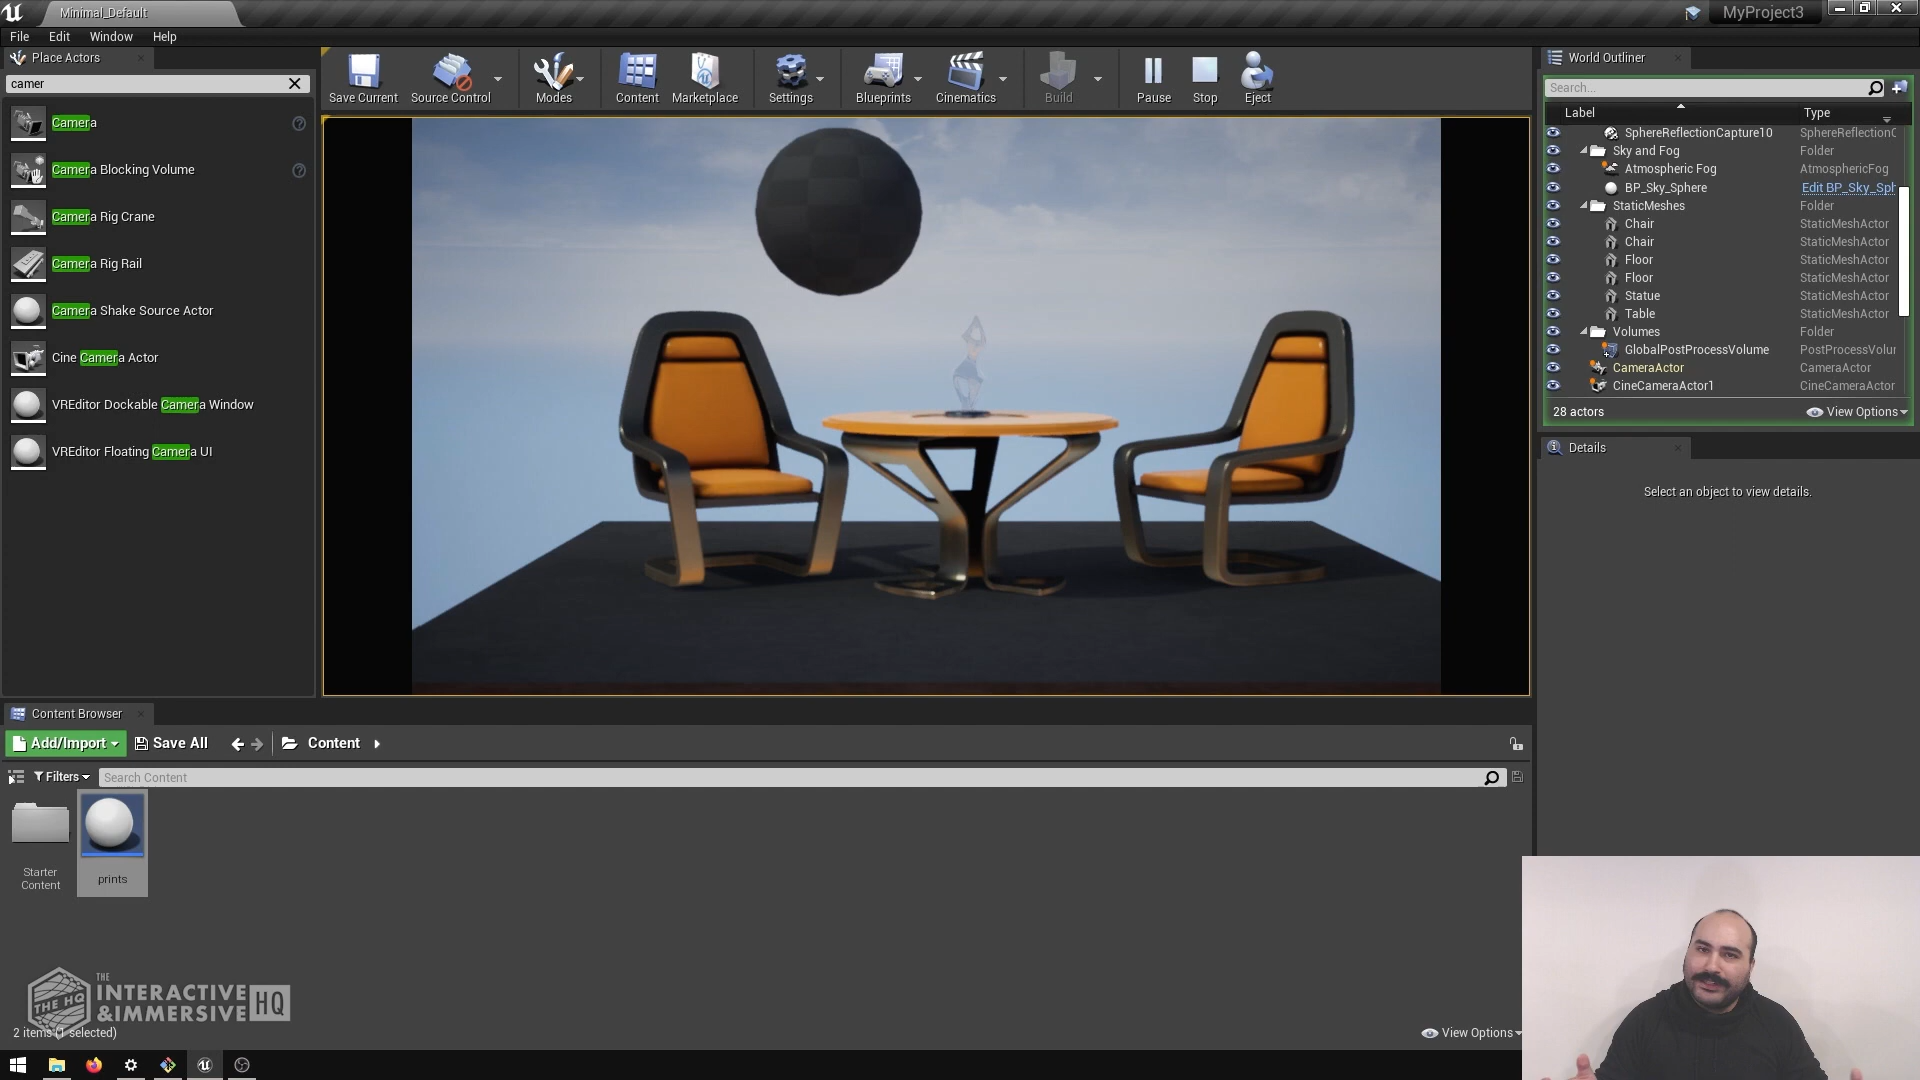 Minimal_Default
MyProject3
File Edit Window Help
Place Actors
camer
Camera
Camera Blocking Volume
Camera Rig Crane
Camera Rig Rail
Camera Shake Source Actor
Cine Camera Actor
VREditor Dockable Camera Window
VREditor Floating Camera UI
Save Current Source Control Modes Content Marketplace Settings Blueprints Cinematics Build Pause Stop Eject
World Outliner
Search...
Label Type
SphereReflectionCapture10 SphereReflectionC
Sky and Fog Folder
Atmospheric Fog AtmosphericFog
BP_Sky_Sphere Edit BP_Sky_Sph
StaticMeshes Folder
Chair StaticMeshActor
Chair StaticMeshActor
Floor StaticMeshActor
Floor StaticMeshActor
Statue StaticMeshActor
Table StaticMeshActor
Volumes Folder
GlobalPostProcessVolume PostProcessVolur
CameraActor CameraActor
CineCameraActor1 CineCameraActor
28 actors View Options
Details
Select an object to view details.
Content Browser
Add/Import Save All Content
Filters Search Content
Starter
Content
prints
THE HQ
THE
INTERACTIVE
&IMMERSIVE
HQ
2 items (1 selected)
View Options